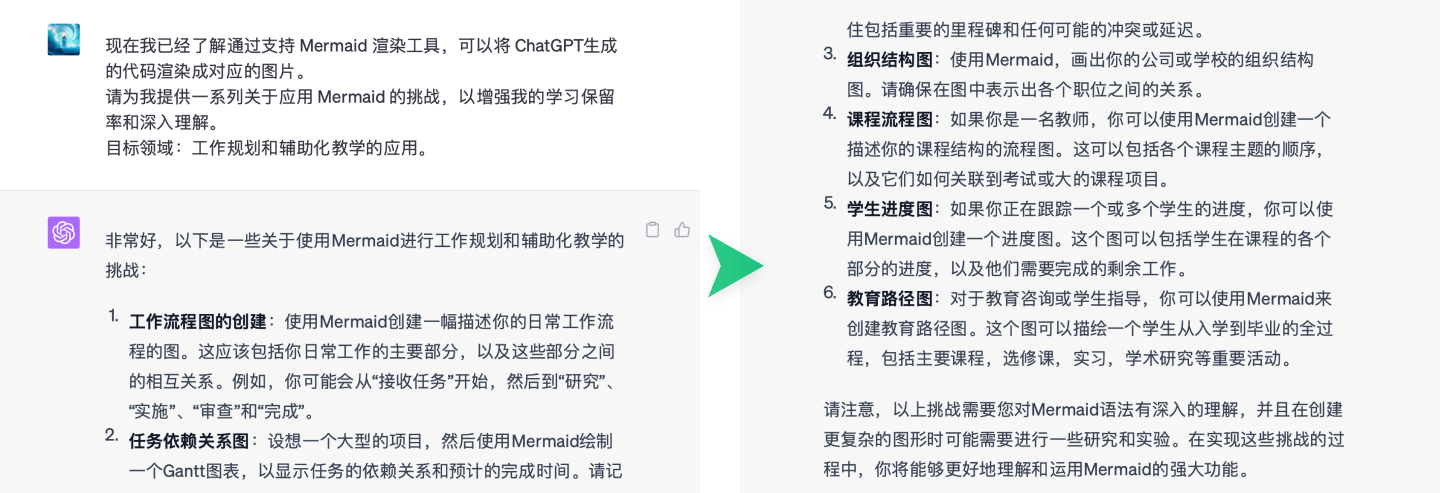 现在我已经了解通过支持 Mermaid 渲染工具，可以将 ChatGPT生成
的代码渲染成对应的图片。
请为我提供一系列关于应用 Mermaid 的挑战，以增强我的学习保留
率和深入理解。
目标领域：工作规划和辅助化教学的应用。
非常好，以下是一些关于使用Mermaid进行工作规划和辅助化教学的
挑战：
1. 工作流程图的创建：使用Mermaid创建一幅描述你的日常工作流
程的图。这应该包括你日常工作的主要部分，以及这些部分之间
的相互关系。例如，你可能会从“接收任务”开始，然后到“研究”、
“实施”、“审查”和“完成”。
2. 任务依赖关系图：设想一个大型的项目，然后使用Mermaid绘制
一个Gantt图表，以显示任务的依赖关系和预计的完成时间。请记
住包括重要的里程碑和任何可能的冲突或延迟。
3. 组织结构图：使用Mermaid，画出你的公司或学校的组织结构
图。请确保在图中表示出各个职位之间的关系。
4. 课程流程图：如果你是一名教师，你可以使用Mermaid创建一个
描述你的课程结构的流程图。这可以包括各个课程主题的顺序，
以及它们如何关联到考试或大的课程项目。
5. 学生进度图：如果你正在跟踪一个或多个学生的进度，你可以使
用Mermaid创建一个进度图。这个图可以包括学生在课程的各个
部分的进度，以及他们需要完成的剩余工作。
6. 教育路径图：对于教育咨询或学生指导，你可以使用Mermaid来
创建教育路径图。这个图可以描绘一个学生从入学到毕业的全过
程，包括主要课程，选修课，实习，学术研究等重要活动。
请注意，以上挑战需要您对Mermaid语法有深入的理解，并且在创建
更复杂的图形时可能需要进行一些研究和实验。在实现这些挑战的过
程中，你将能够更好地理解和运用Mermaid的强大功能。